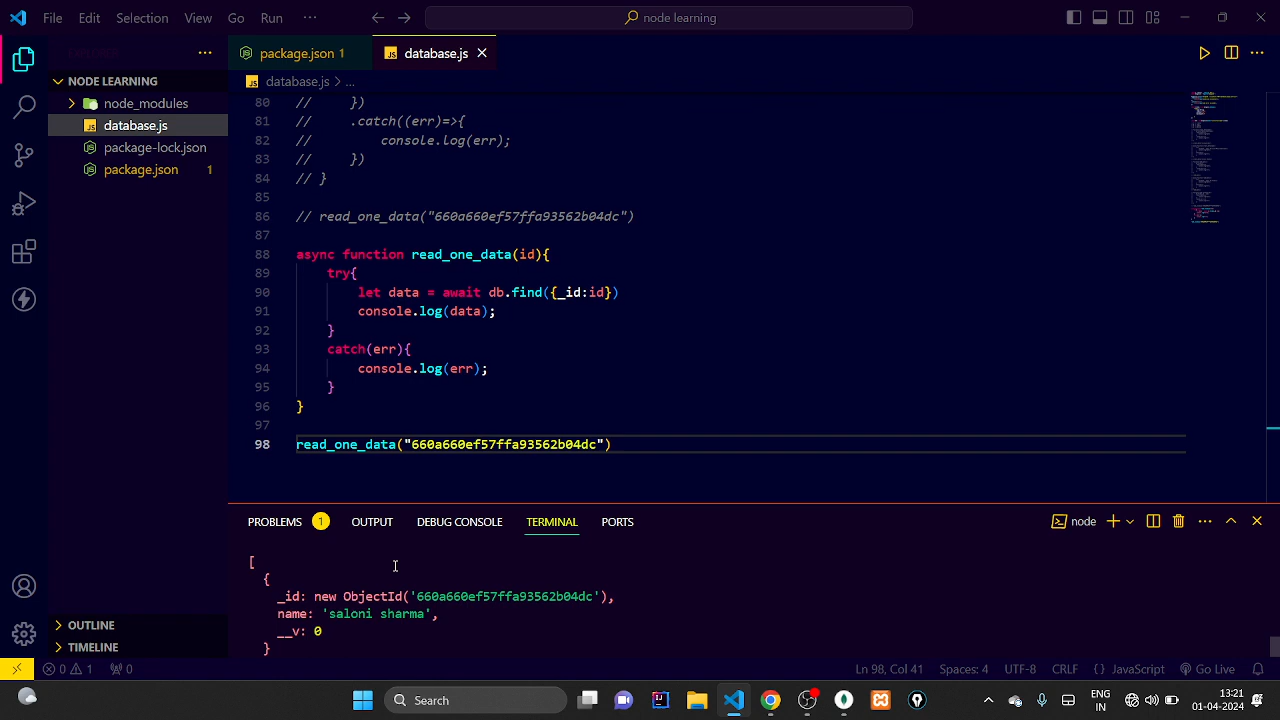 File Edit Selection View Go Run ··· node learning
package.json 1 database.js
NODE LEARNING
database.js > ...
node_modules
database.js
package-lock.json
package.json 1
80 // })
81 // .catch((err)=>{
82 // console.log(err);
83 // })
84 // }
85
86 // read_one_data("660a660ef57ffa93562b04dc")
87
88 async function read_one_data(id){
89 try{
90 let data = await db.find({_id:id})
91 console.log(data);
92 }
93 catch(err){
94 console.log(err);
95 }
96 }
97
98 read_one_data("660a660ef57ffa93562b04dc")
PROBLEMS 1 OUTPUT DEBUG CONSOLE TERMINAL PORTS node
[
{
_id: new ObjectId('660a660ef57ffa93562b04dc'),
name: 'saloni sharma',
__v: 0
}
OUTLINE
TIMELINE
0 1 0 Ln 98, Col 41 Spaces: 4 UTF-8 CRLF {} JavaScript Go Live
Search ENG IN 13:21 01-04-2024